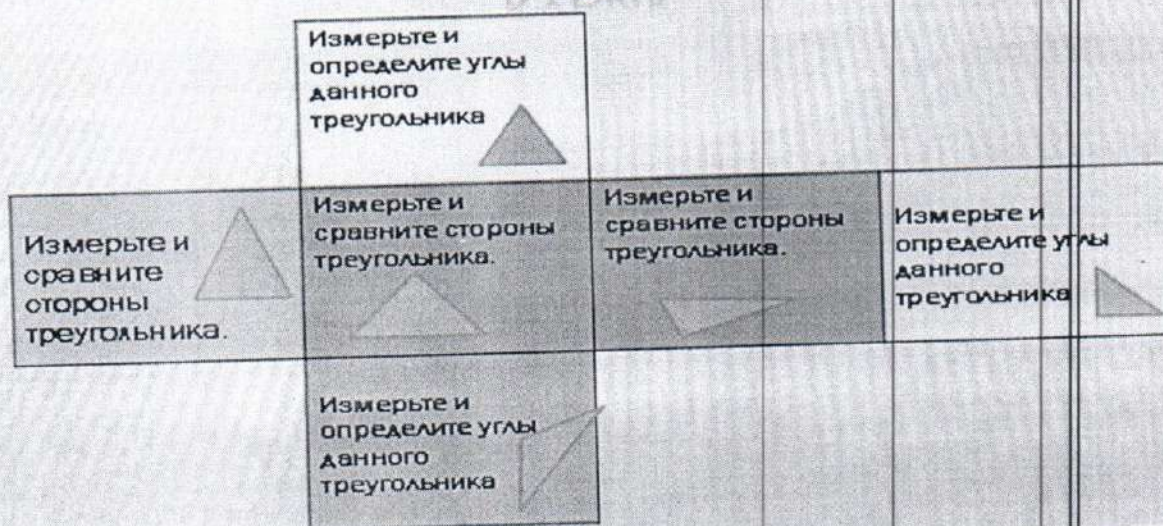 Измерьте и
определите углы
данного
треугольника
Измерьте и
сравните
стороны
треугольника.
Измерьте и
сравните стороны
треугольника.
Измерьте и
сравните стороны
треугольника.
Измерьте и
определите углы
данного
треугольника
Измерьте и
определите углы
данного
треугольника